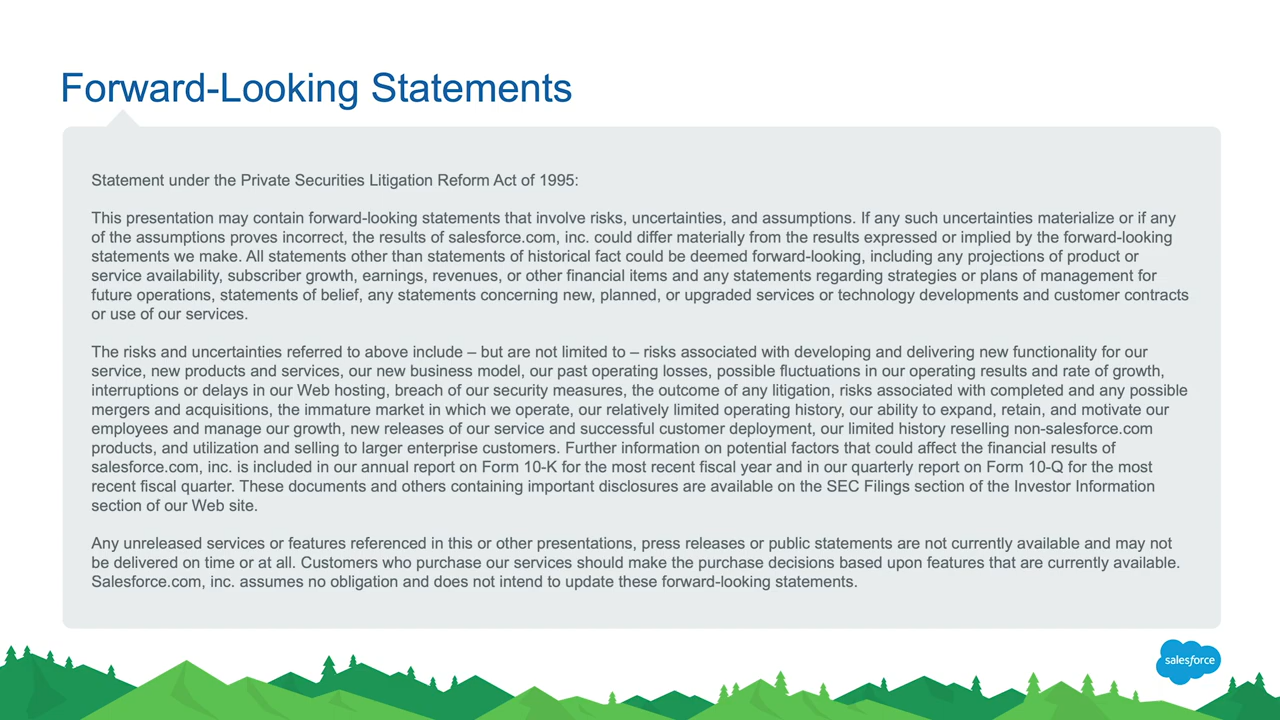 Forward-Looking Statements
Statement under the Private Securities Litigation Reform Act of 1995:
This presentation may contain forward-looking statements that involve risks, uncertainties, and assumptions. If any such uncertainties materialize or if any
of the assumptions proves incorrect, the results of salesforce.com, inc. could differ materially from the results expressed or implied by the forward-looking
statements we make. All statements other than statements of historical fact could be deemed forward-looking, including any projections of product or
service availability, subscriber growth, earnings, revenues, or other financial items and any statements regarding strategies or plans of management for
future operations, statements of belief, any statements concerning new, planned, or upgraded services or technology developments and customer contracts
or use of our services.
The risks and uncertainties referred to above include – but are not limited to – risks associated with developing and delivering new functionality for our
service, new products and services, our new business model, our past operating losses, possible fluctuations in our operating results and rate of growth,
interruptions or delays in our Web hosting, breach of our security measures, the outcome of any litigation, risks associated with completed and any possible
mergers and acquisitions, the immature market in which we operate, our relatively limited operating history, our ability to expand, retain, and motivate our
employees and manage our growth, new releases of our service and successful customer deployment, our limited history reselling non-salesforce.com
products, and utilization and selling to larger enterprise customers. Further information on potential factors that could affect the financial results of
salesforce.com, inc. is included in our annual report on Form 10-K for the most recent fiscal year and in our quarterly report on Form 10-Q for the most
recent fiscal quarter. These documents and others containing important disclosures are available on the SEC Filings section of the Investor Information
section of our Web site.
Any unreleased services or features referenced in this or other presentations, press releases or public statements are not currently available and may not
be delivered on time or at all. Customers who purchase our services should make the purchase decisions based upon features that are currently available.
Salesforce.com, inc. assumes no obligation and does not intend to update these forward-looking statements.
salesforce